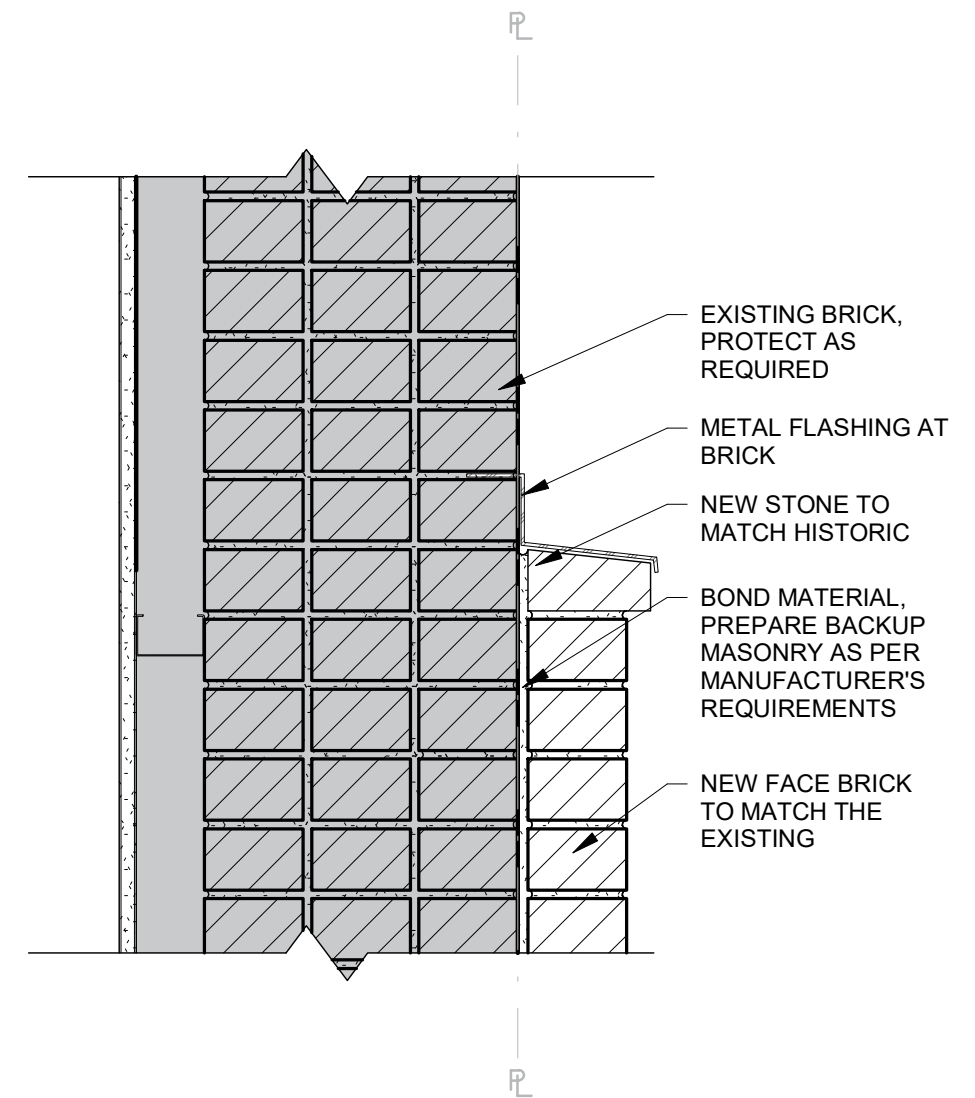 PL
EXISTING BRICK,
PROTECT AS
REQUIRED
METAL FLASHING AT
BRICK
NEW STONE TO
MATCH HISTORIC
BOND MATERIAL,
PREPARE BACKUP
MASONRY AS PER
MANUFACTURER'S
REQUIREMENTS
NEW FACE BRICK
TO MATCH THE
EXISTING
PL